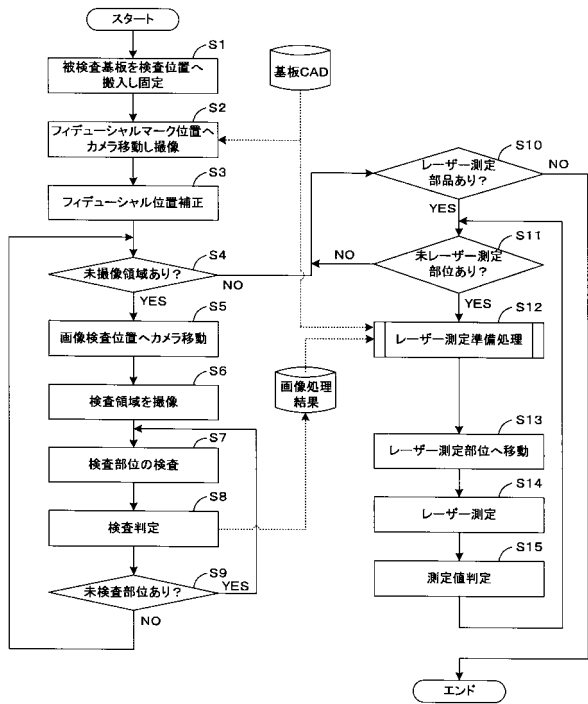 スタート
S1
被検査基板を検査位置へ
搬入し固定
S2
フィデューシャルマーク位置へ
カメラ移動し撮像
S3
フィデューシャル位置補正
S4
未撮像領域あり?
NO
YES
S5
画像検査位置へカメラ移動
S6
検査領域を撮像
S7
検査部位の検査
S8
検査判定
S9
未検査部位あり?
YES
NO
基板CAD
画像処理
結果
S10
レーザー測定
部品あり?
NO
YES
S11
未レーザー測定
部位あり?
NO
YES
S12
レーザー測定準備処理
S13
レーザー測定部位へ移動
S14
レーザー測定
S15
測定値判定
エンド